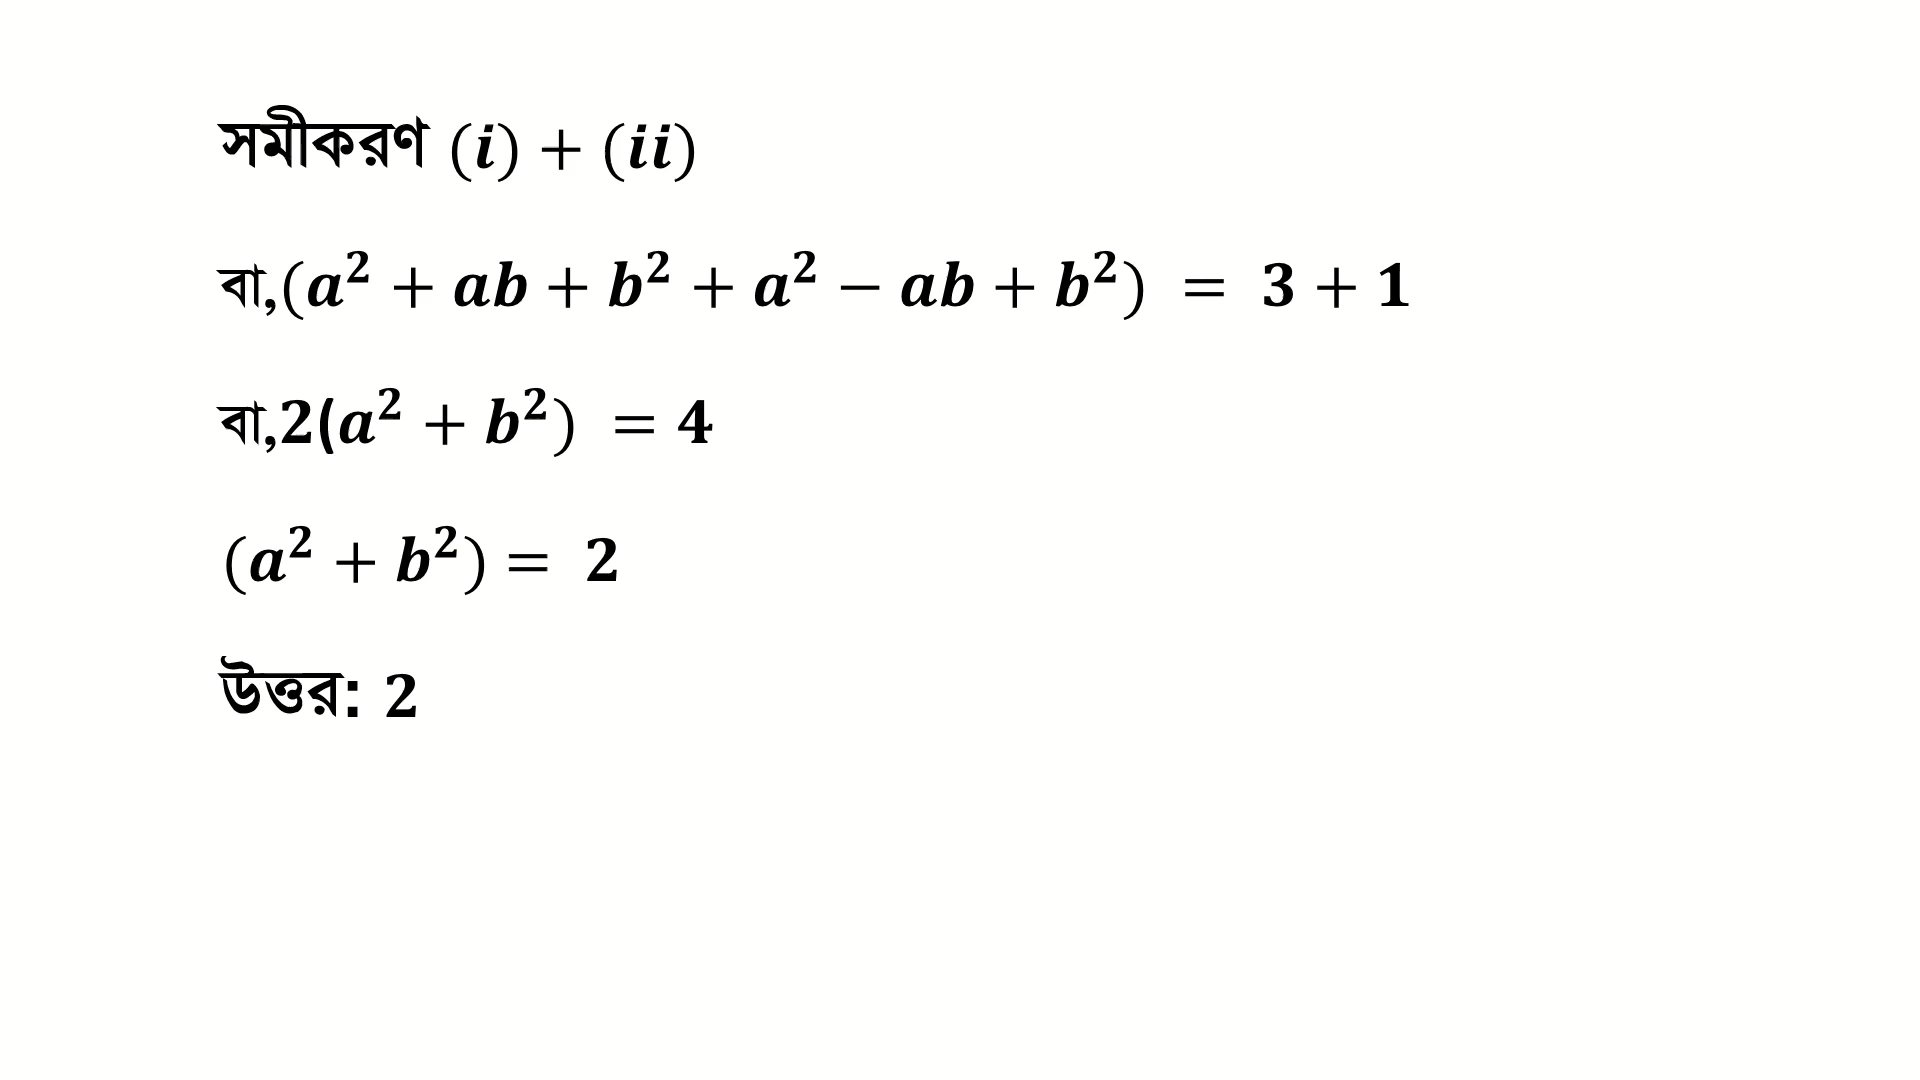 সমীকরণ (i) + (ii)
বা,(a² + ab + b² + a² − ab + b²) = 3 + 1
বা,2(a² + b²) = 4
(a² + b²) = 2
উত্তর: 2